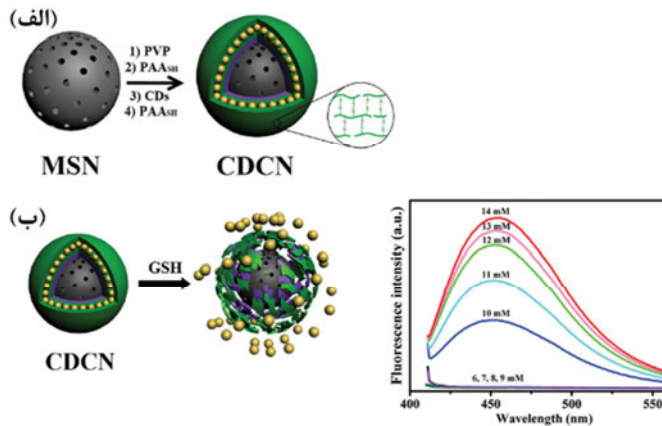 (الف)
1) PVP
2) PAASH
3) CDs
4) PAASH
MSN
CDCN
(ب)
GSH
CDCN
Fluorescence intensity (a.u.)
14 mM
13 mM
12 mM
11 mM
10 mM
6, 7, 8, 9 mM
400
450
500
550
Wavelength (nm)